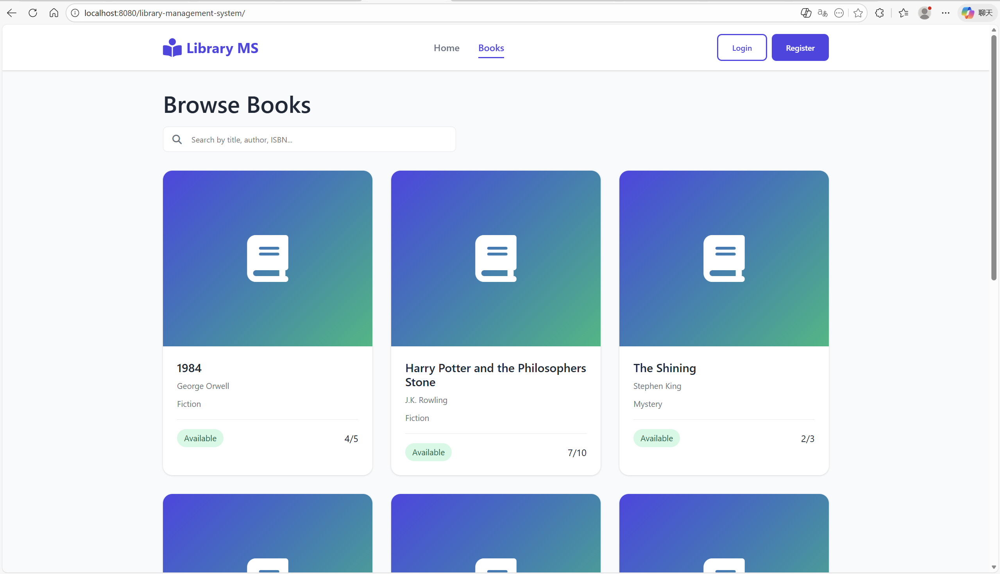 localhost:8080/library-management-system/
聊天
Library MS
Home
Books
Login
Register
Browse Books
Search by title, author, ISBN...
1984
George Orwell
Fiction
Available
4/5
Harry Potter and the Philosophers
Stone
J.K. Rowling
Fiction
Available
7/10
The Shining
Stephen King
Mystery
Available
2/3